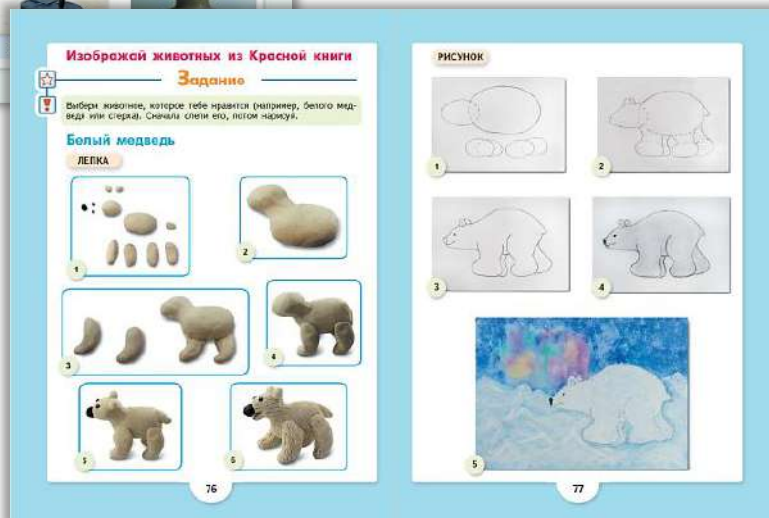 Изображай животных из Красной книги
Задание
!
Выбери животное, которое тебе нравится (например, белого мед-
ведя или стерха). Сначала слепи его, потом нарисуй.
Белый медведь
ЛЕПКА
1
2
3
4
5
6
76
РИСУНОК
1
2
3
4
5
77